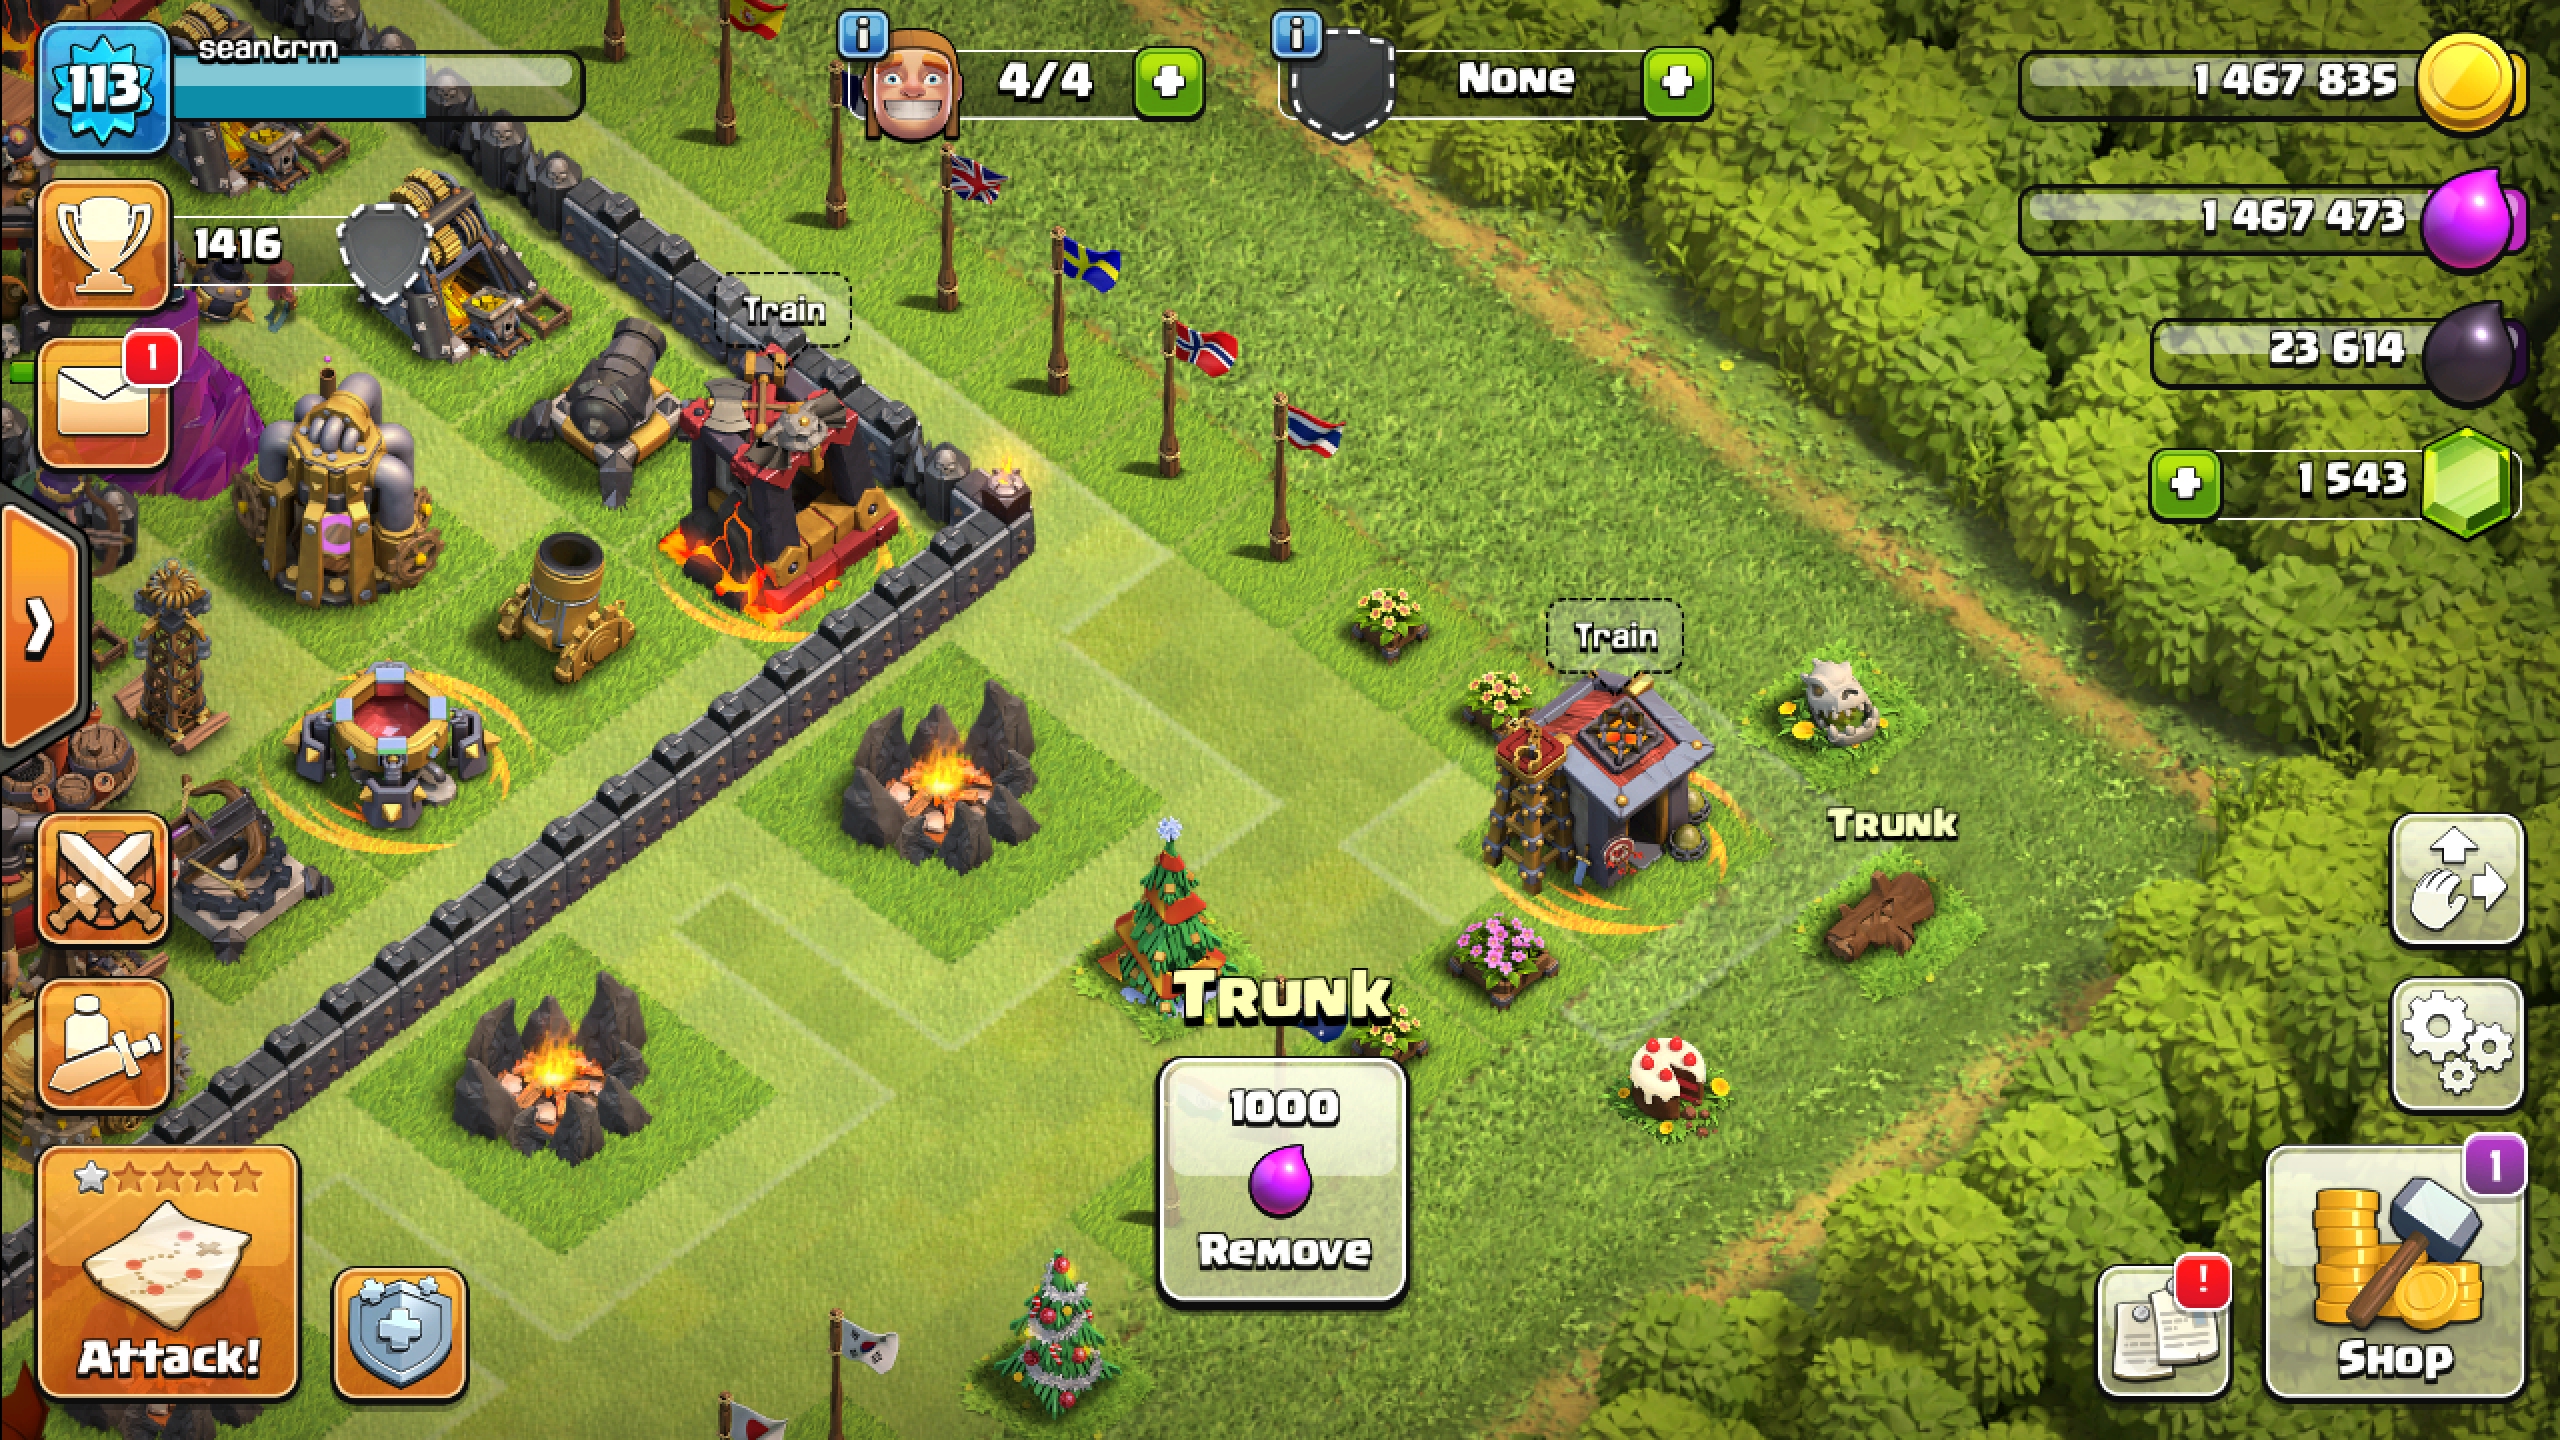 seantrm
113
4/4
None
1 467 835
1416
1 467 473
Train
1
23 614
1 543
Train
Trunk
Trunk
1000
Remove
1
!
Attack!
Shop